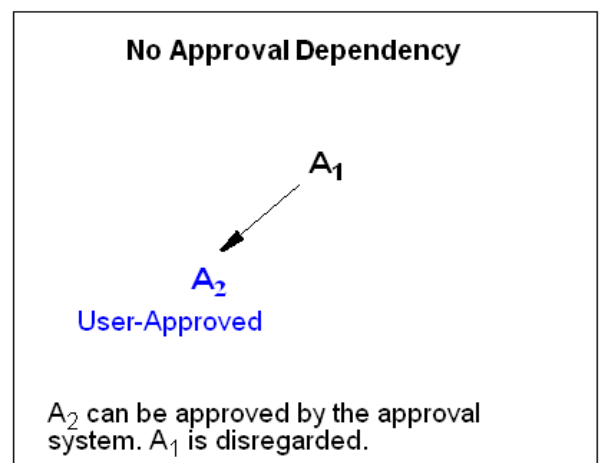 No Approval Dependency
A₁
A₂
User-Approved
A₂ can be approved by the approval
system. A₁ is disregarded.